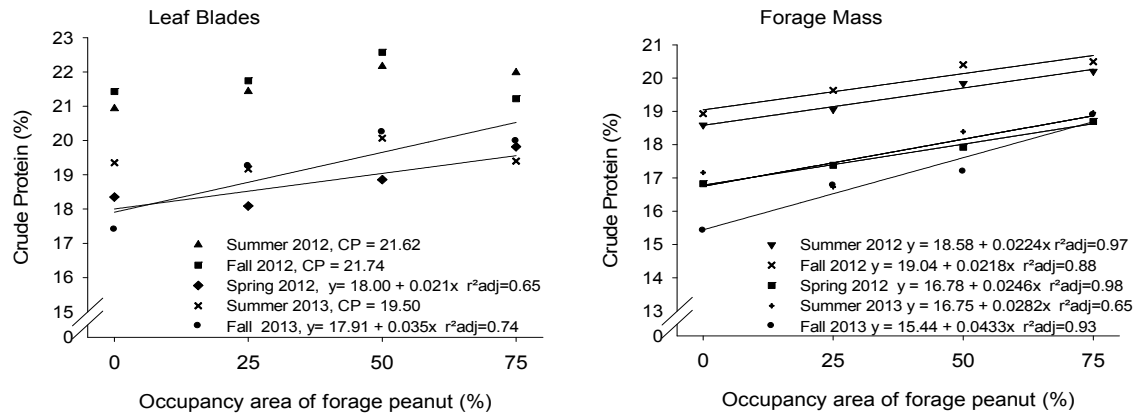 Leaf Blades
Crude Protein (%)
23
22
21
20
19
18
17
16
15
0
Summer 2012, CP = 21.62
Fall 2012, CP = 21.74
Spring 2012, y= 18.00 + 0.021x r²adj=0.65
Summer 2013, CP = 19.50
Fall 2013, y= 17.91 + 0.035x r²adj=0.74
0 25 50 75
Occupancy area of forage peanut (%)
Forage Mass
Crude Protein (%)
21
20
19
18
17
16
15
14
13
0
Summer 2012 y = 18.58 + 0.0224x r²adj=0.97
Fall 2012 y = 19.04 + 0.0218x r²adj=0.88
Spring 2012 y = 16.78 + 0.0246x r²adj=0.98
Summer 2013 y = 16.75 + 0.0282x r²adj=0.65
Fall 2013 y = 15.44 + 0.0433x r²adj=0.93
0 25 50 75
Occupancy area of forage peanut (%)